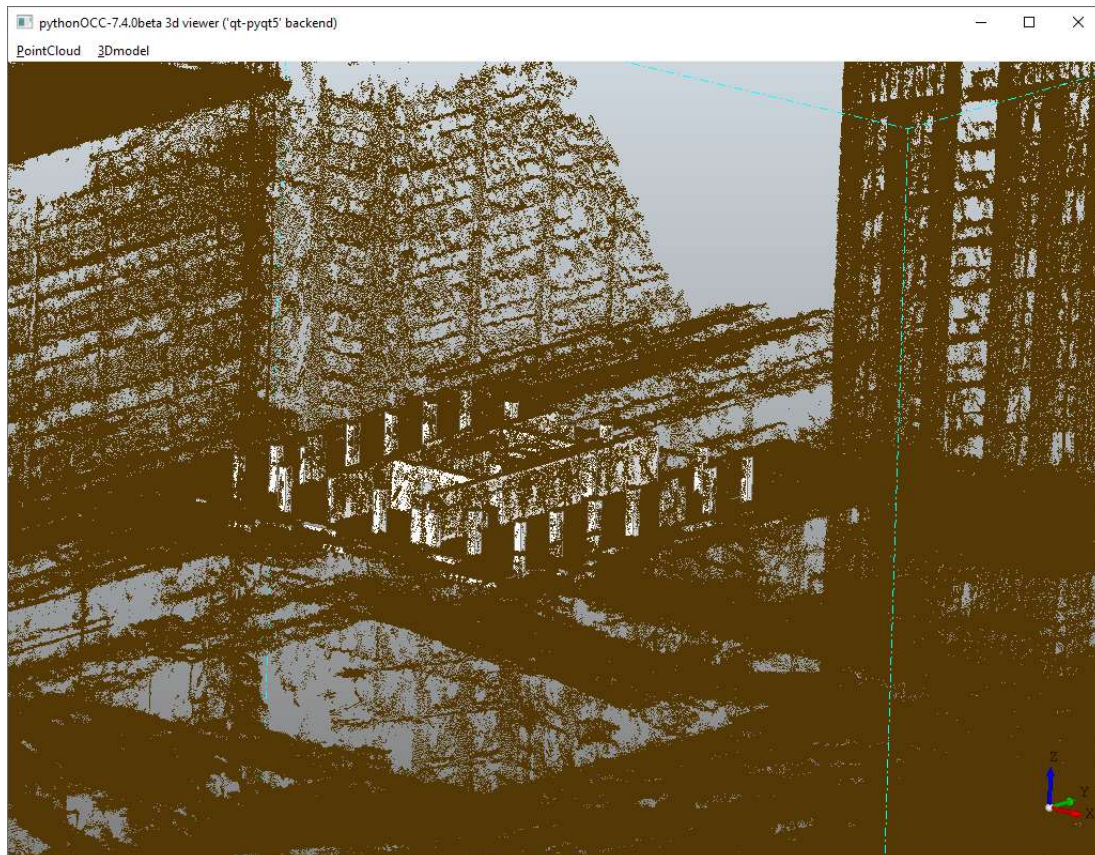 pythonOCC-7.4.0beta 3d viewer ('qt-pyqt5' backend)
PointCloud 3Dmodel
Z
Y
X